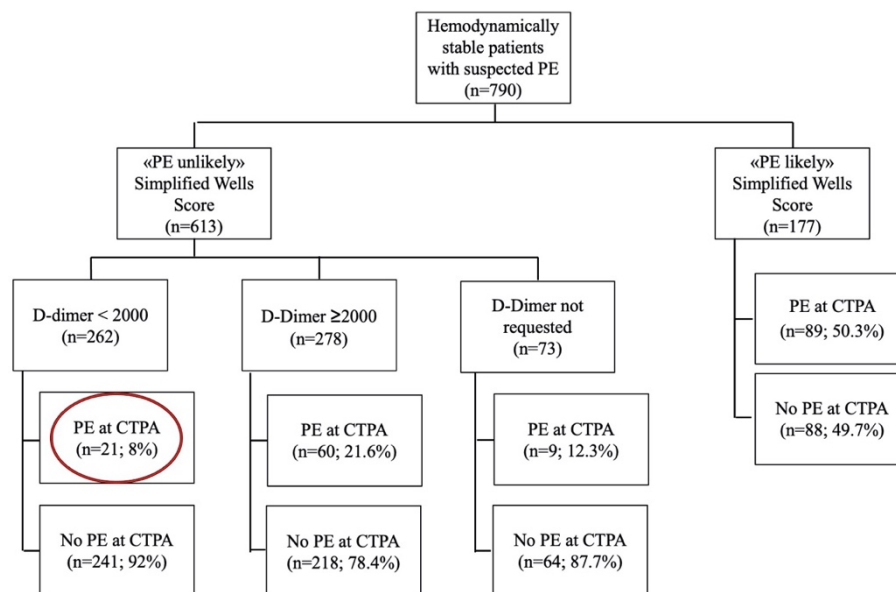 Hemodynamically
stable patients
with suspected PE
(n=790)
«PE unlikely»
Simplified Wells
Score
(n=613)
«PE likely»
Simplified Wells
Score
(n=177)
D-dimer < 2000
(n=262)
D-Dimer ≥2000
(n=278)
D-Dimer not
requested
(n=73)
PE at CTPA
(n=89; 50.3%)
No PE at CTPA
(n=88; 49.7%)
PE at CTPA
(n=21; 8%)
PE at CTPA
(n=60; 21.6%)
PE at CTPA
(n=9; 12.3%)
No PE at CTPA
(n=241; 92%)
No PE at CTPA
(n=218; 78.4%)
No PE at CTPA
(n=64; 87.7%)